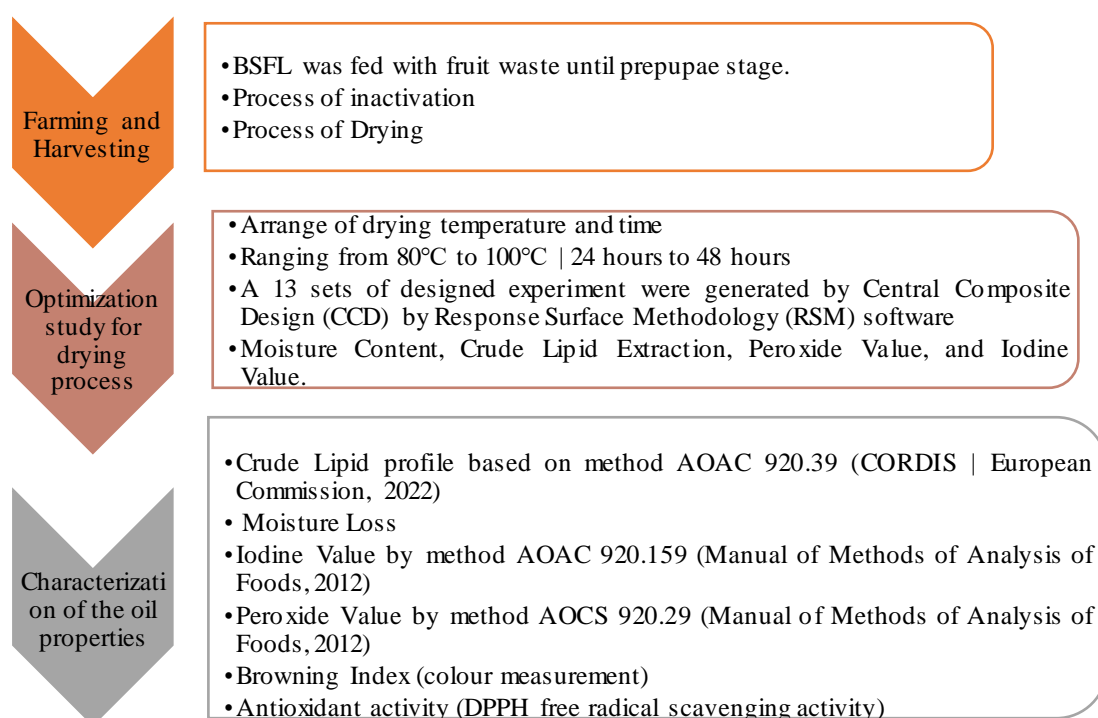 Farming and
Harvesting
•BSFL was fed with fruit waste until prepupae stage.
•Process of inactivation
•Process of Drying
Optimization
study for
drying
process
•Arrange of drying temperature and time
•Ranging from 80°C to 100°C | 24 hours to 48 hours
•A 13 sets of designed experiment were generated by Central Composite
Design (CCD) by Response Surface Methodology (RSM) software
•Moisture Content, Crude Lipid Extraction, Peroxide Value, and Iodine
Value.
Characterizati
on of the oil
properties
•Crude Lipid profile based on method AOAC 920.39 (CORDIS | European
Commission, 2022)
• Moisture Loss
•Iodine Value by method AOAC 920.159 (Manual of Methods of Analysis of
Foods, 2012)
•Peroxide Value by method AOCS 920.29 (Manual of Methods of Analysis of
Foods, 2012)
•Browning Index (colour measurement)
•Antioxidant activity (DPPH free radical scavenging activity)